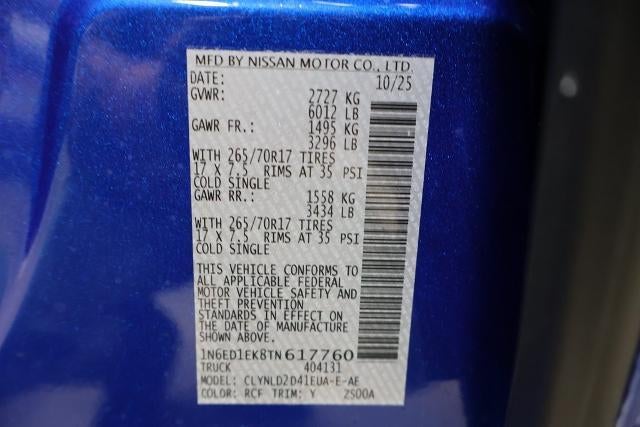 MFD BY NISSAN MOTOR CO., LTD.
DATE: 10/25
GVWR: 2727 KG
6012 LB
GAWR FR.: 1495 KG
3296 LB
WITH 265/70R17 TIRES
17 X 7.5 RIMS AT 35 PSI
COLD SINGLE
GAWR RR.: 1558 KG
3434 LB
WITH 265/70R17 TIRES
17 X 7.5 RIMS AT 35 PSI
COLD SINGLE
THIS VEHICLE CONFORMS TO
ALL APPLICABLE FEDERAL
MOTOR VEHICLE SAFETY AND
THEFT PREVENTION
STANDARDS IN EFFECT ON
THE DATE OF MANUFACTURE
SHOWN ABOVE.
1N6ED1EK8TN617760
TRUCK 404131
MODEL: CLYNLD2D41EUA-E-AE
COLOR: RCF TRIM: Y 2S00A